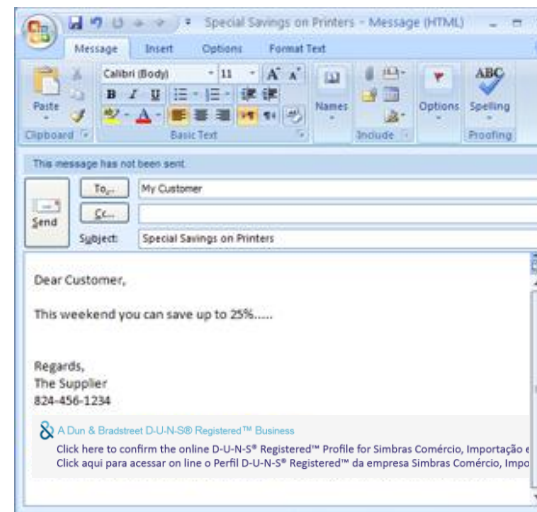 Special Savings on Printers - Message (HTML)
Message Insert Options Format Text
Calibri (Body) 11 A A ABC
Paste B I U Names Options Spelling
A
Clipboard Basic Text Include Proofing
This message has not been sent.
To... My Customer
Cc...
Send
Subject: Special Savings on Printers
Dear Customer,
This weekend you can save up to 25%.....
Regards,
The Supplier
824-456-1234
A Dun & Bradstreet D-U-N-S® Registered™ Business
Click here to confirm the online D-U-N-S® Registered™ Profile for Simbras Comércio, Importação e
Click aqui para acessar on line o Perfil D-U-N-S® Registered™ da empresa Simbras Comércio, Impo